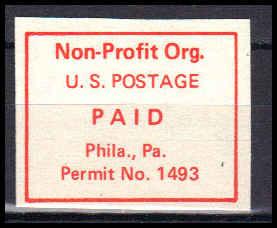 Non-Profit Org.
U. S. POSTAGE
PAID
Phila., Pa.
Permit No. 1493